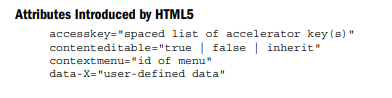 Attributes Introduced by HTML5
accesskey="spaced list of accelerator key(s)"
contenteditable="true | false | inherit"
contextmenu="id of menu"
data-X="user-defined data"